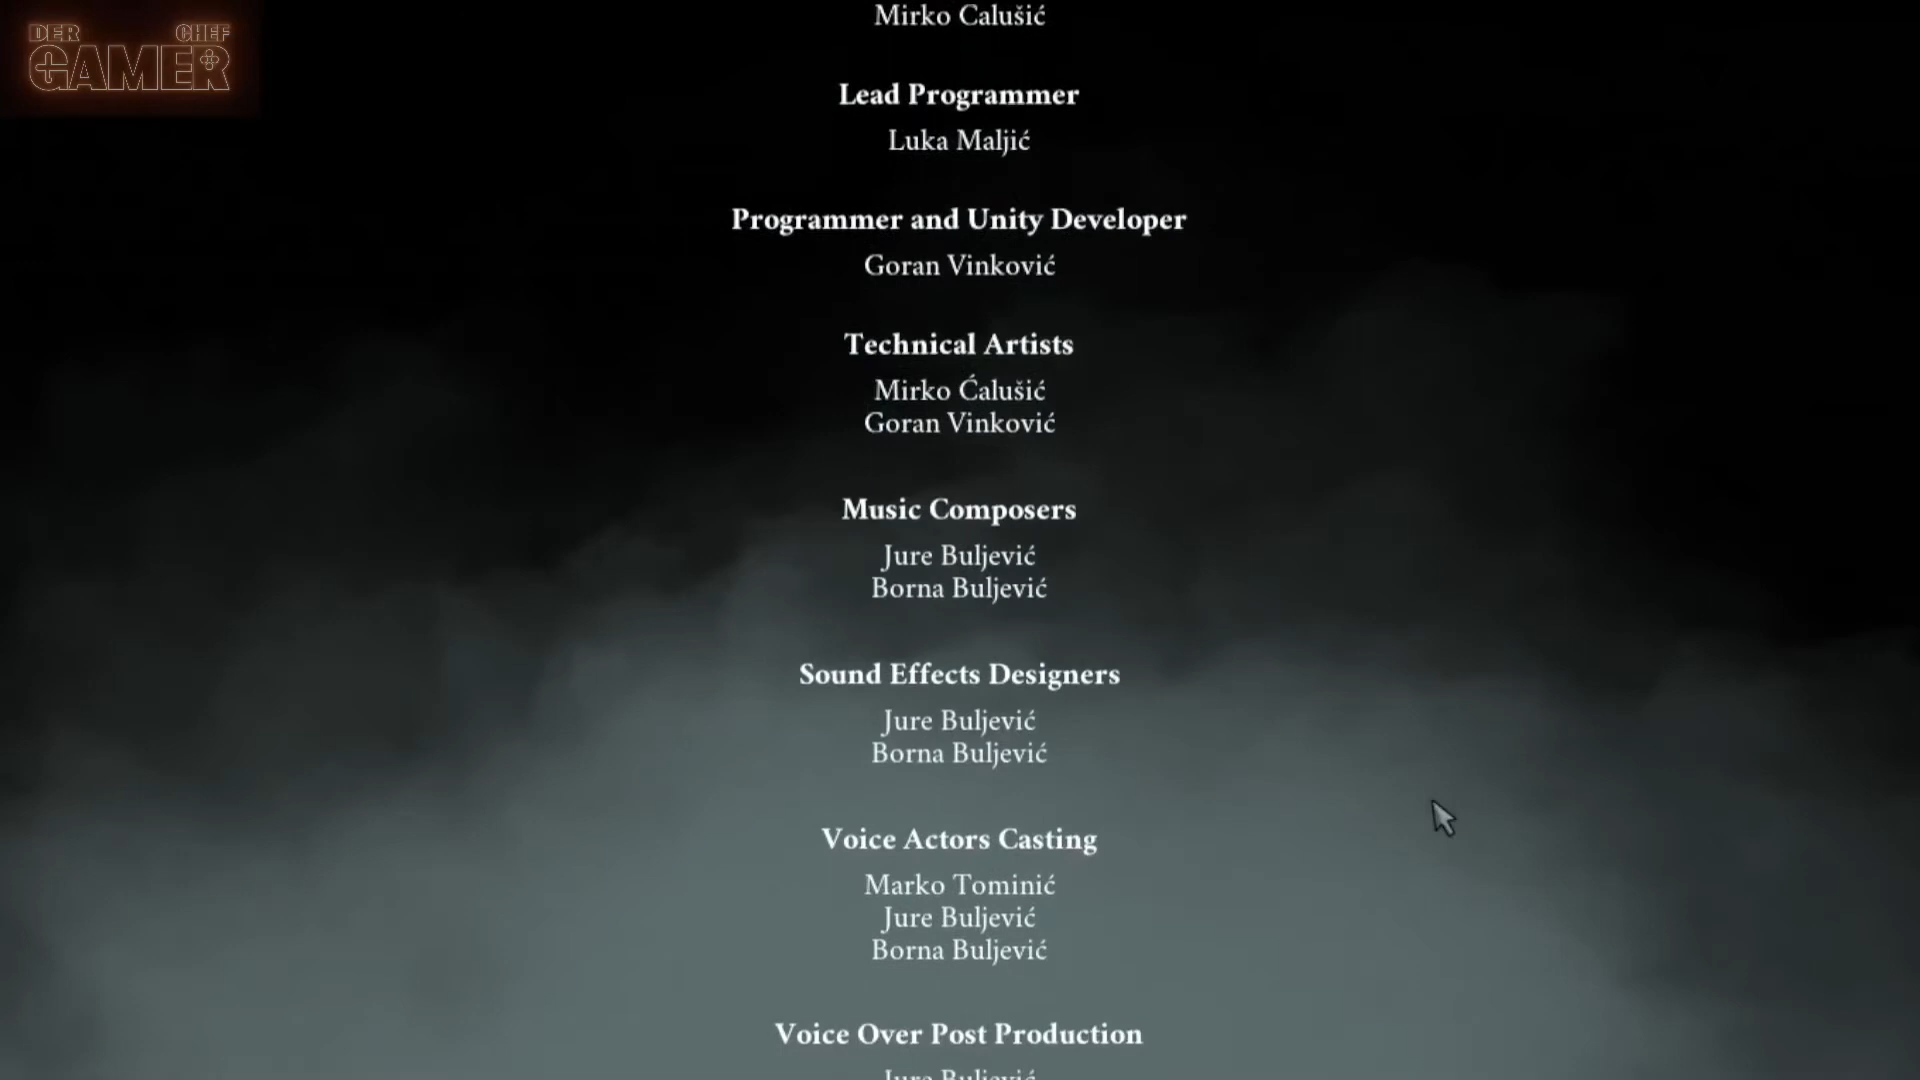 DER CHEF
GAMER
Mirko Calušić
Lead Programmer
Luka Maljić
Programmer and Unity Developer
Goran Vinković
Technical Artists
Mirko Ćalušić
Goran Vinković
Music Composers
Jure Buljević
Borna Buljević
Sound Effects Designers
Jure Buljević
Borna Buljević
Voice Actors Casting
Marko Tominić
Jure Buljević
Borna Buljević
Voice Over Post Production
Jure Buljević